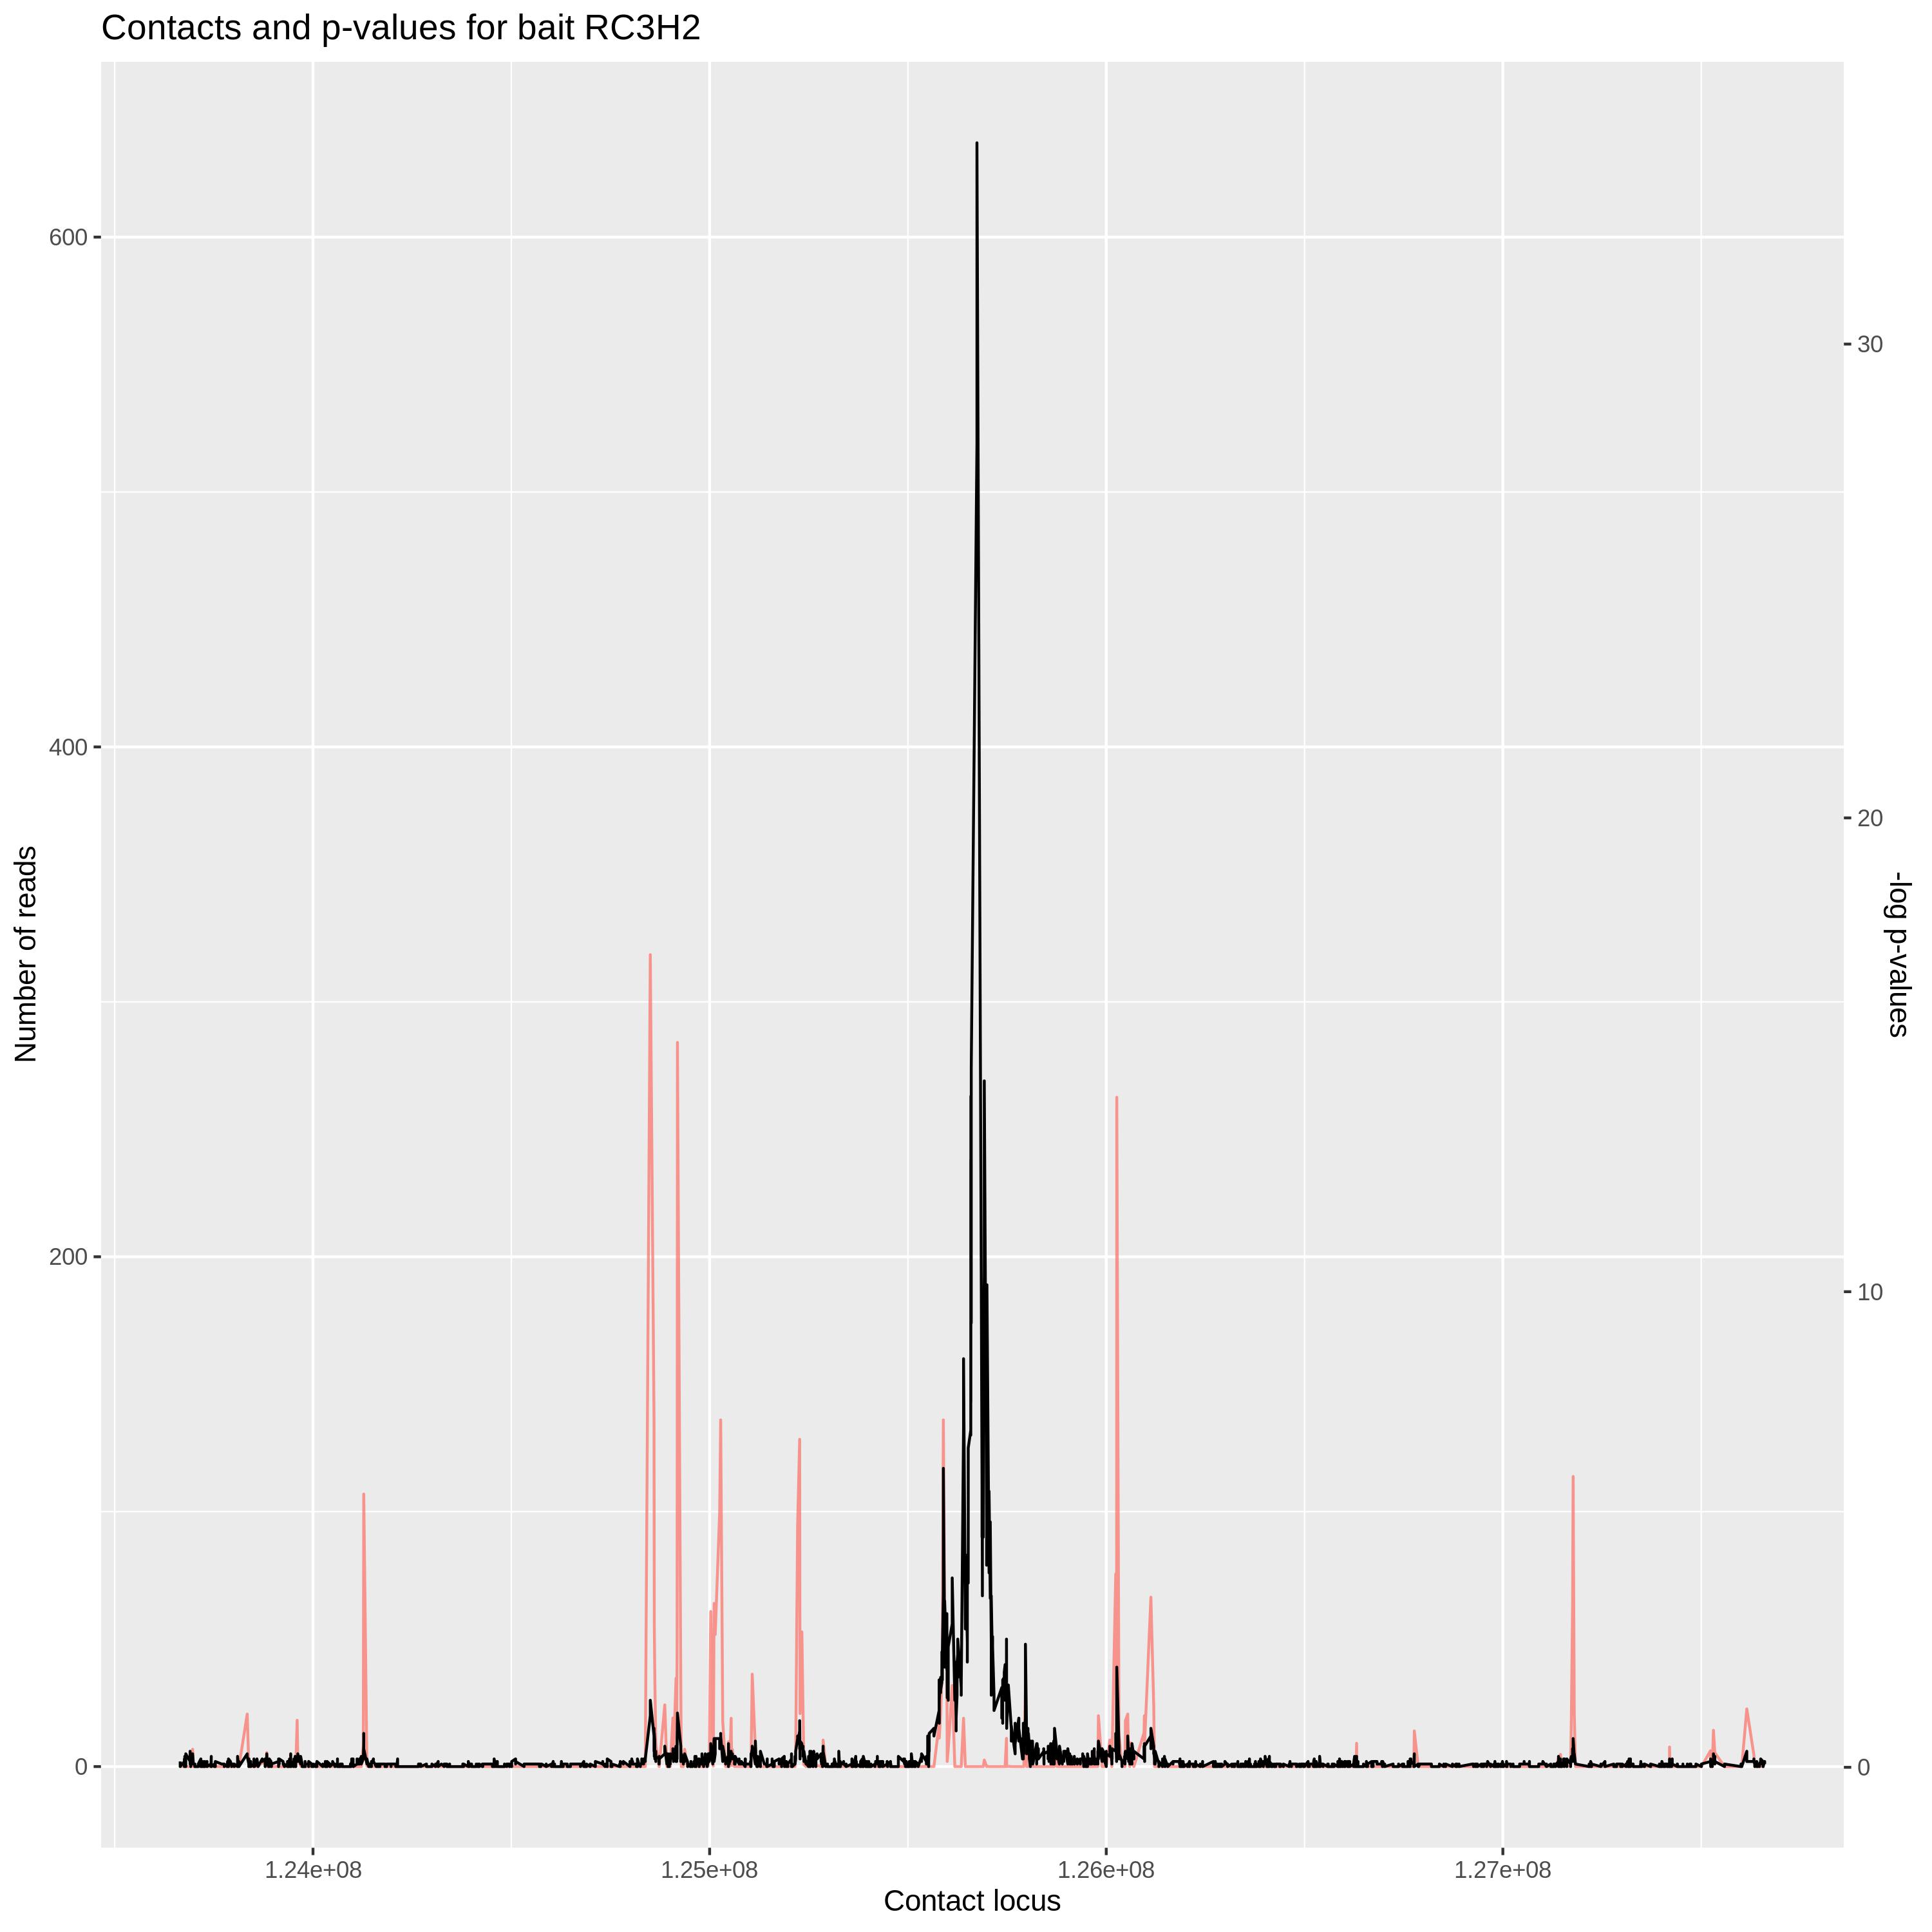 Contacts and p-values for bait RC3H2
600
400
200
0
Number of reads
30
20
10
0
-log p-values
1.24e+08 1.25e+08 1.26e+08 1.27e+08
Contact locus